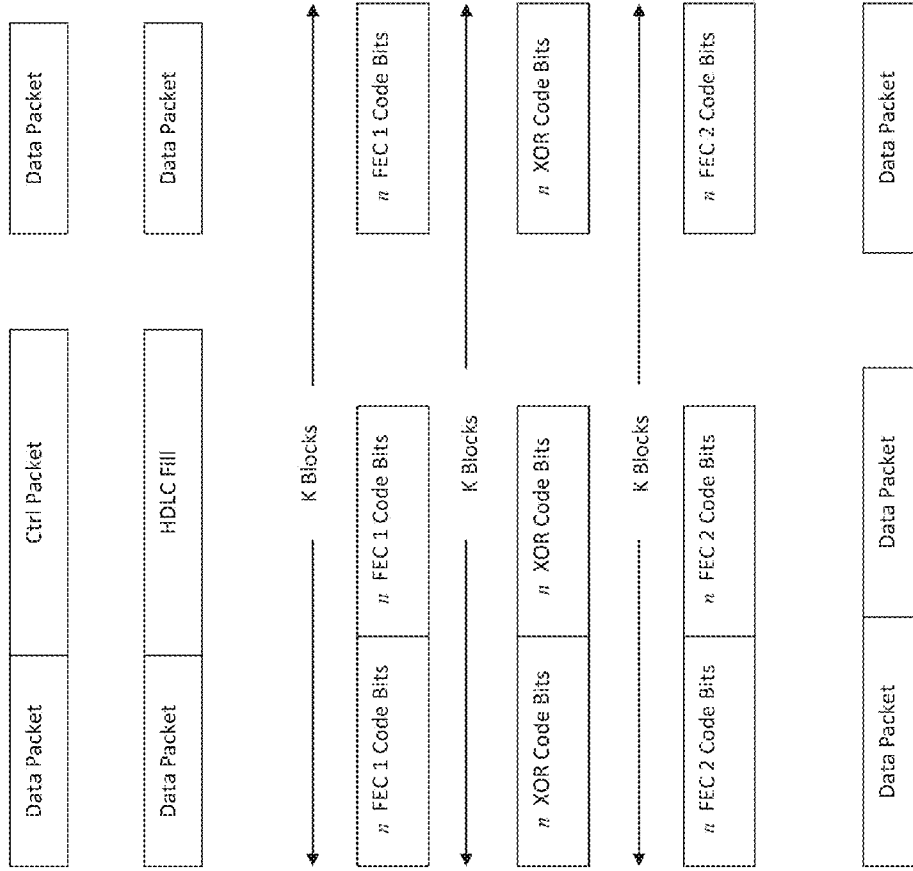 Data Packet
Ctrl Packet
Data Packet
Data Packet
HDLC Fill
Data Packet
K Blocks
n FEC 1 Code Bits
n FEC 1 Code Bits
n FEC 1 Code Bits
K Blocks
n XOR Code Bits
n XOR Code Bits
n XOR Code Bits
K Blocks
n FEC 2 Code Bits
n FEC 2 Code Bits
n FEC 2 Code Bits
Data Packet
Data Packet
Data Packet